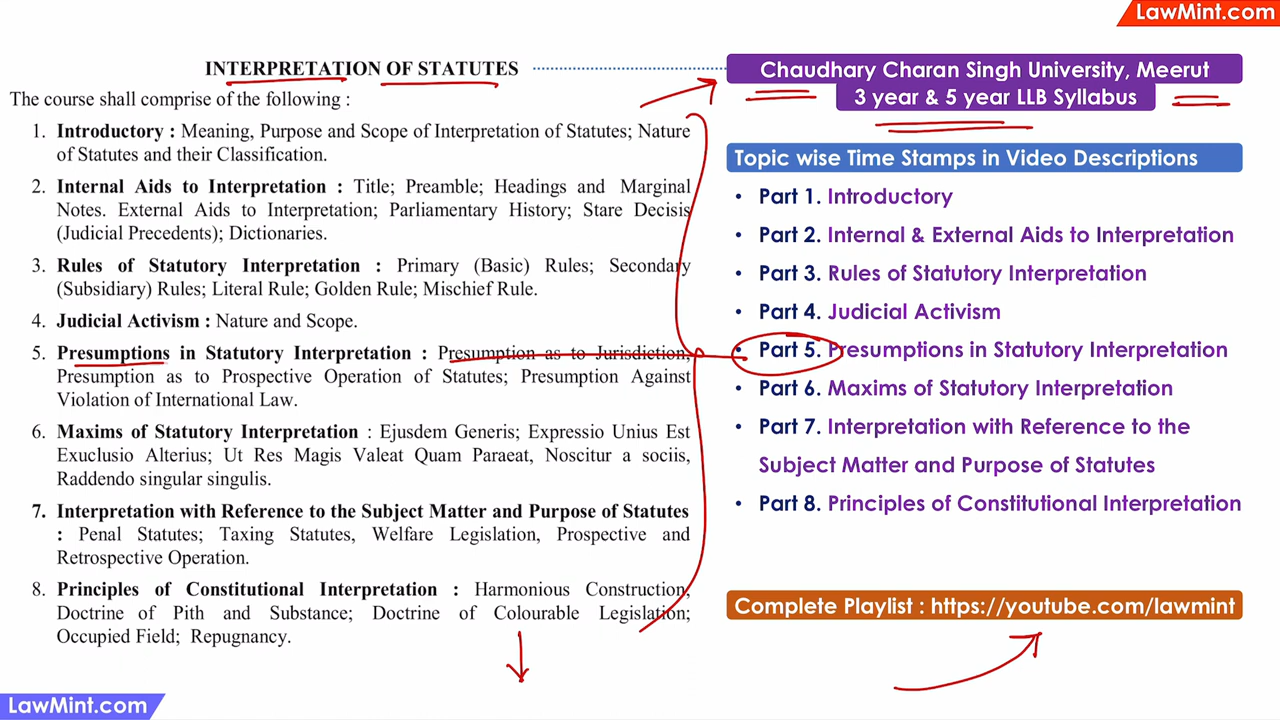 LawMint.com
INTERPRETATION OF STATUTES
The course shall comprise of the following :
1. Introductory : Meaning, Purpose and Scope of Interpretation of Statutes; Nature
of Statutes and their Classification.
2. Internal Aids to Interpretation : Title; Preamble; Headings and Marginal
Notes. External Aids to Interpretation; Parliamentary History; Stare Decisis
(Judicial Precedents); Dictionaries.
3. Rules of Statutory Interpretation : Primary (Basic) Rules; Secondary
(Subsidiary) Rules; Literal Rule; Golden Rule; Mischief Rule.
4. Judicial Activism : Nature and Scope.
5. Presumptions in Statutory Interpretation : Presumption as to Jurisdiction;
Presumption as to Prospective Operation of Statutes; Presumption Against
Violation of International Law.
6. Maxims of Statutory Interpretation : Ejusdem Generis; Expressio Unius Est
Exuclusio Alterius; Ut Res Magis Valeat Quam Paraeat, Noscitur a sociis,
Raddendo singular singulis.
7. Interpretation with Reference to the Subject Matter and Purpose of Statutes
: Penal Statutes; Taxing Statutes, Welfare Legislation, Prospective and
Retrospective Operation.
8. Principles of Constitutional Interpretation : Harmonious Construction,
Doctrine of Pith and Substance; Doctrine of Colourable Legislation;
Occupied Field; Repugnancy.
Chaudhary Charan Singh University, Meerut
3 year & 5 year LLB Syllabus
Topic wise Time Stamps in Video Descriptions
• Part 1. Introductory
• Part 2. Internal & External Aids to Interpretation
• Part 3. Rules of Statutory Interpretation
• Part 4. Judicial Activism
• Part 5. Presumptions in Statutory Interpretation
• Part 6. Maxims of Statutory Interpretation
• Part 7. Interpretation with Reference to the
Subject Matter and Purpose of Statutes
• Part 8. Principles of Constitutional Interpretation
Complete Playlist : https://youtube.com/lawmint
LawMint.com